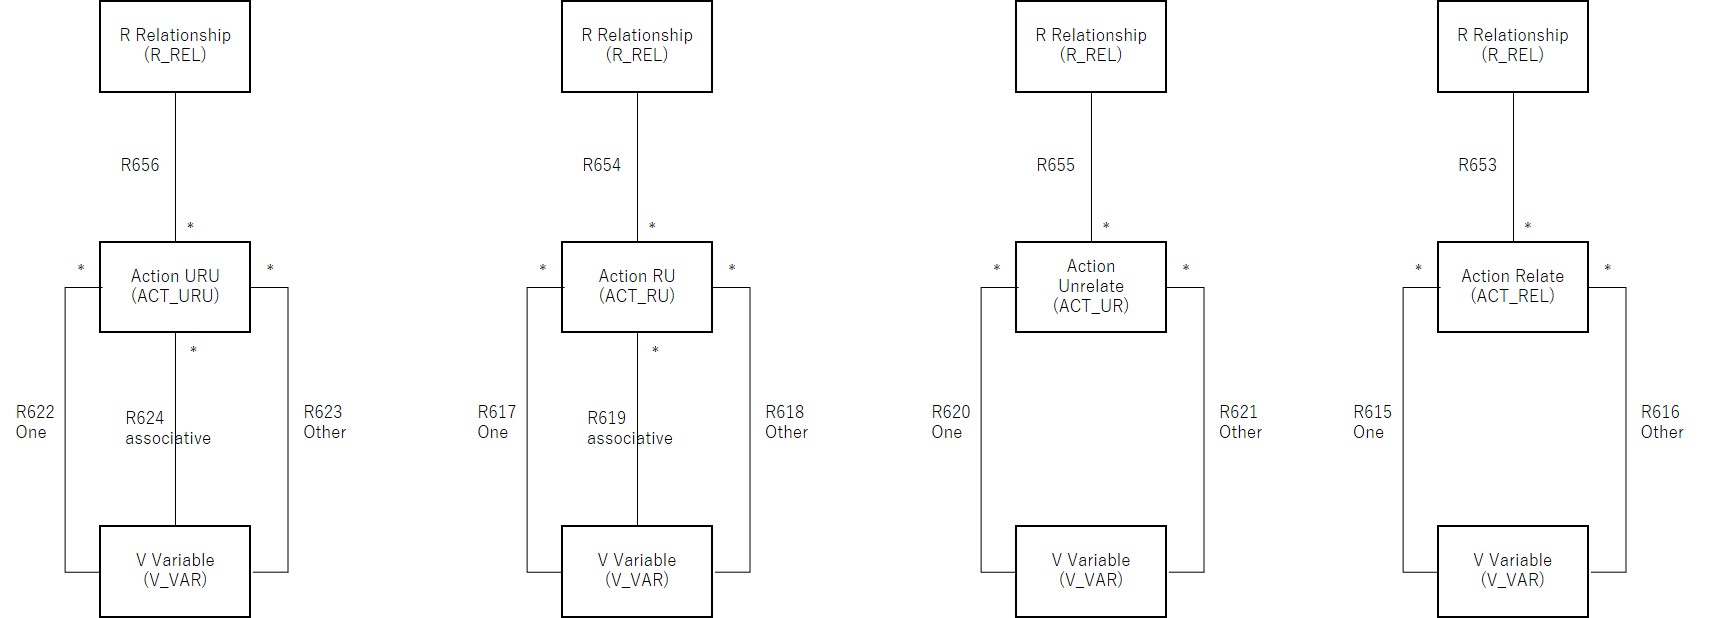 R Relationship
(R_REL)
R656
*
*
Action URU
(ACT_URU)
*
*
R622
One
R624
associative
R623
Other
V Variable
(V_VAR)
R Relationship
(R_REL)
R654
*
*
Action RU
(ACT_RU)
*
*
R617
One
R619
associative
R618
Other
V Variable
(V_VAR)
R Relationship
(R_REL)
R655
*
*
Action
Unrelate
(ACT_UR)
*
R620
One
R621
Other
V Variable
(V_VAR)
R Relationship
(R_REL)
R653
*
*
Action Relate
(ACT_REL)
*
R615
One
R616
Other
V Variable
(V_VAR)